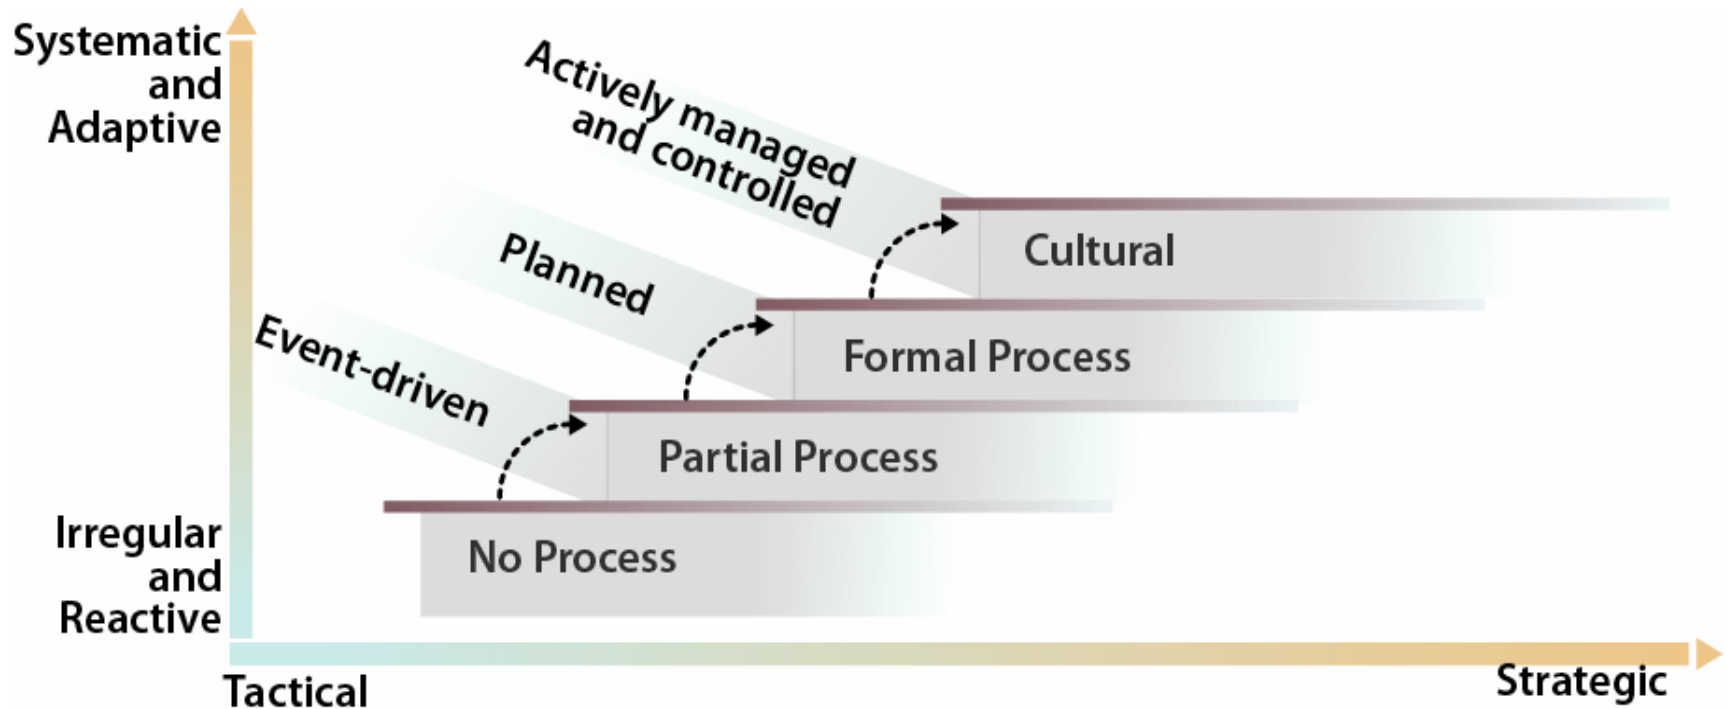 Systematic
and
Adaptive
Actively managed
and controlled
Cultural
Planned
Formal Process
Event-driven
Partial Process
Irregular
and
Reactive
No Process
Tactical
Strategic